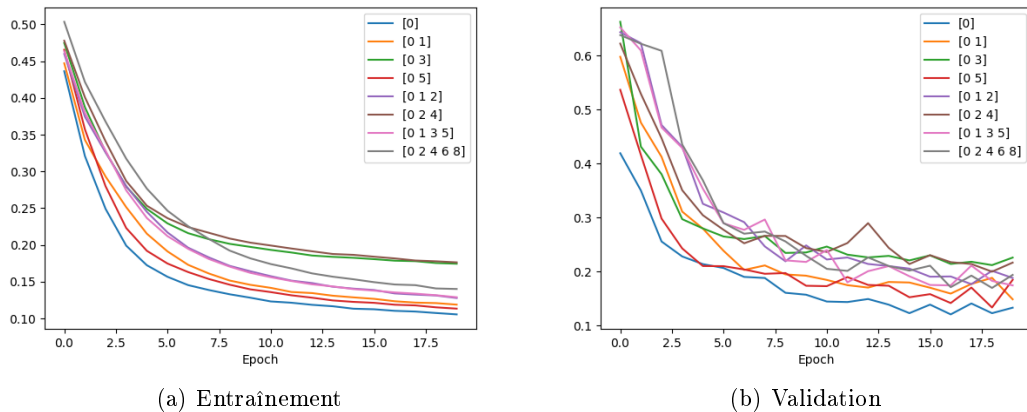 0.50
0.45
0.40
0.35
0.30
0.25
0.20
0.15
0.10
0.0 2.5 5.0 7.5 10.0 12.5 15.0 17.5
Epoch
[0]
[0 1]
[0 3]
[0 5]
[0 1 2]
[0 2 4]
[0 1 3 5]
[0 2 4 6 8]
(a) Entraînement
0.6
0.5
0.4
0.3
0.2
0.1
0.0 2.5 5.0 7.5 10.0 12.5 15.0 17.5
Epoch
[0]
[0 1]
[0 3]
[0 5]
[0 1 2]
[0 2 4]
[0 1 3 5]
[0 2 4 6 8]
(b) Validation